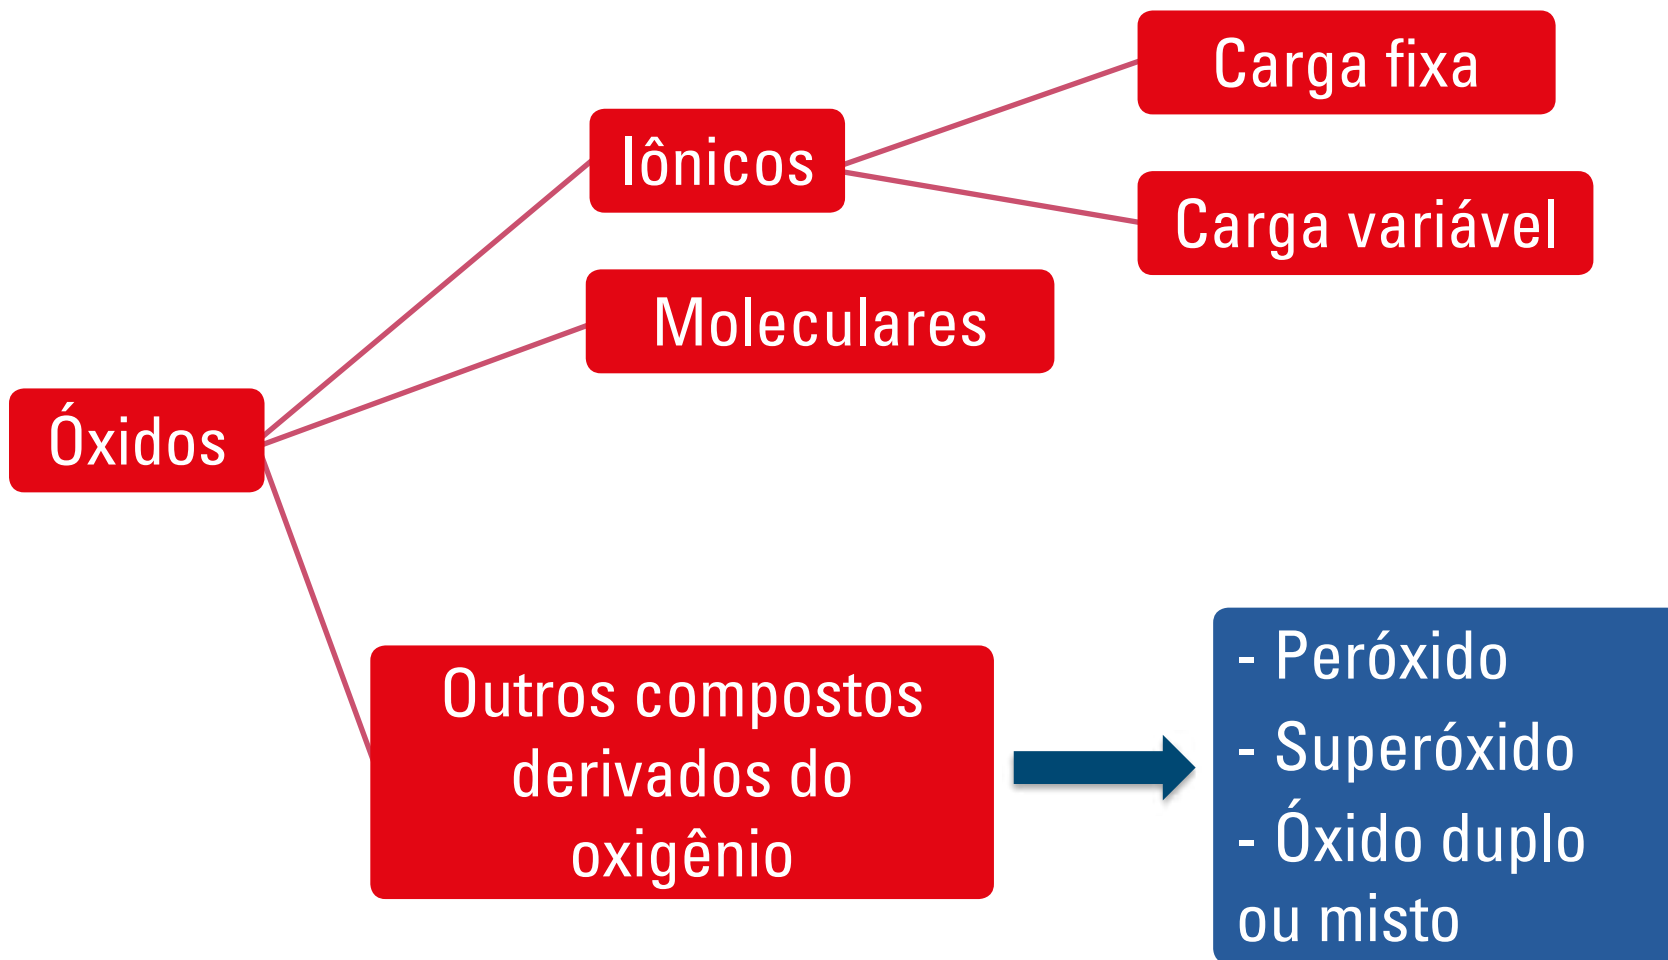 Carga fixa
Iônicos
Carga variável
Moleculares
Óxidos
Outros compostos
derivados do
oxigênio
- Peróxido
- Superóxido
- Óxido duplo
ou misto